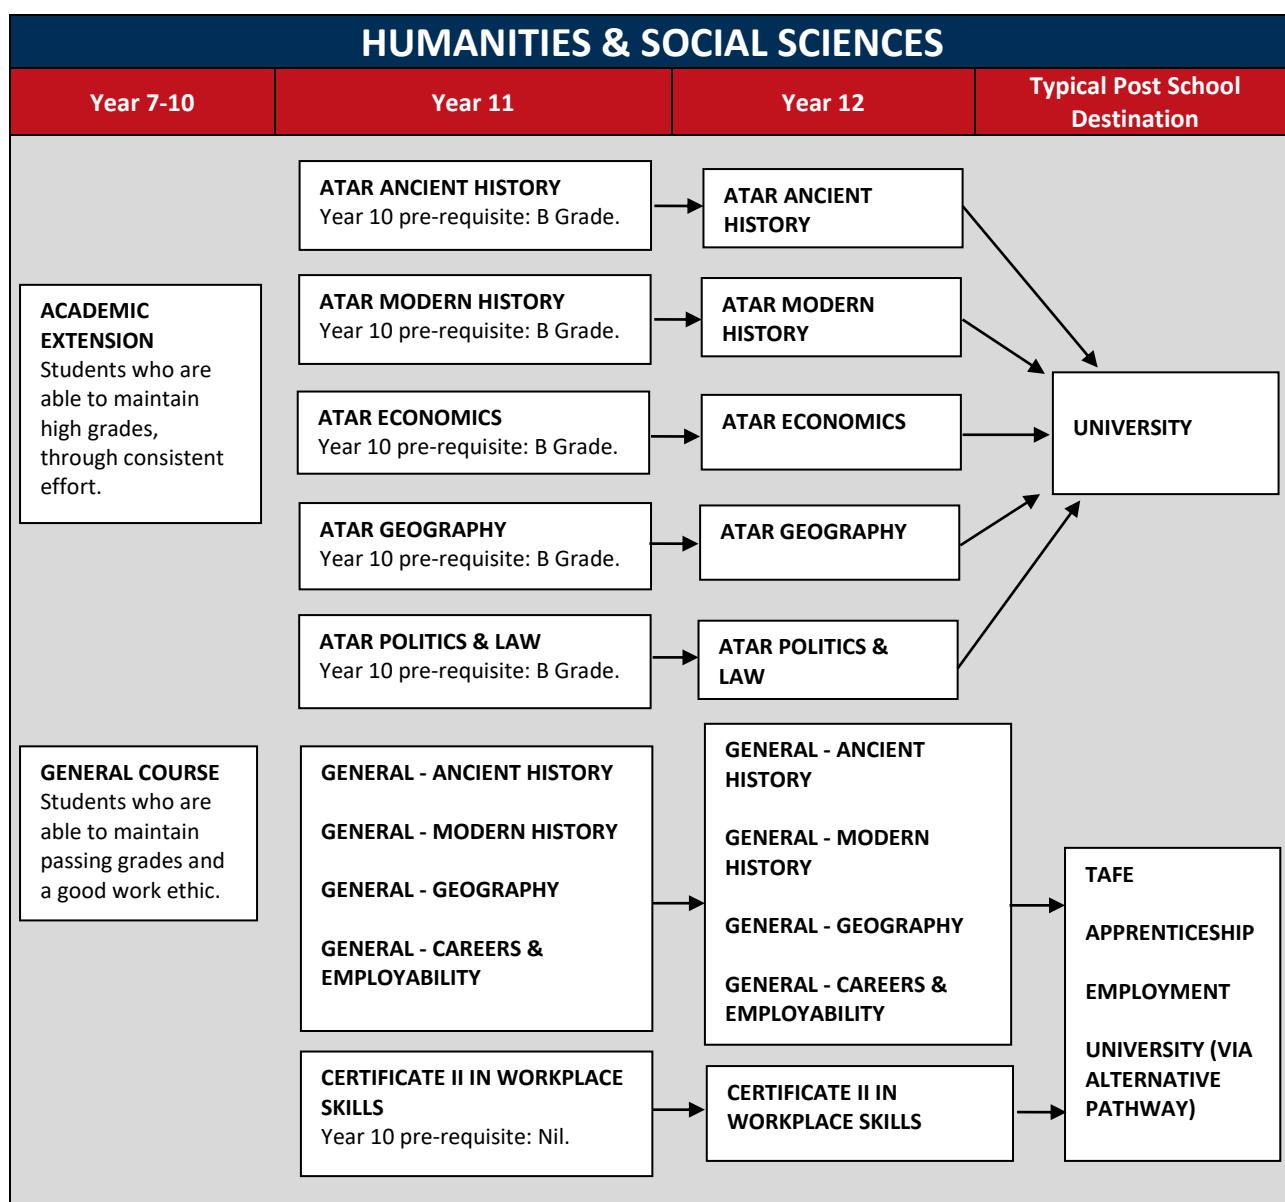 HUMANITIES & SOCIAL SCIENCES
Year 7-10
Year 11
Year 12
Typical Post School
Destination
ACADEMIC
EXTENSION
Students who are
able to maintain
high grades,
through consistent
effort.
ATAR ANCIENT HISTORY
Year 10 pre-requisite: B Grade.
ATAR ANCIENT
HISTORY
ATAR MODERN HISTORY
Year 10 pre-requisite: B Grade.
ATAR MODERN
HISTORY
ATAR ECONOMICS
Year 10 pre-requisite: B Grade.
ATAR ECONOMICS
ATAR GEOGRAPHY
Year 10 pre-requisite: B Grade.
ATAR GEOGRAPHY
ATAR POLITICS & LAW
Year 10 pre-requisite: B Grade.
ATAR POLITICS &
LAW
UNIVERSITY
GENERAL COURSE
Students who are
able to maintain
passing grades and
a good work ethic.
GENERAL - ANCIENT HISTORY
GENERAL - MODERN HISTORY
GENERAL - GEOGRAPHY
GENERAL - CAREERS &
EMPLOYABILITY
GENERAL - ANCIENT
HISTORY
GENERAL - MODERN
HISTORY
GENERAL - GEOGRAPHY
GENERAL - CAREERS &
EMPLOYABILITY
CERTIFICATE II IN WORKPLACE
SKILLS
Year 10 pre-requisite: Nil.
CERTIFICATE II IN
WORKPLACE SKILLS
TAFE
APPRENTICESHIP
EMPLOYMENT
UNIVERSITY (VIA
ALTERNATIVE
PATHWAY)